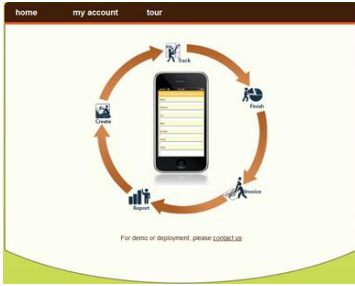 home my account tour
Track
Finish
Create
Invoice
Report
For demo or deployment, please contact us